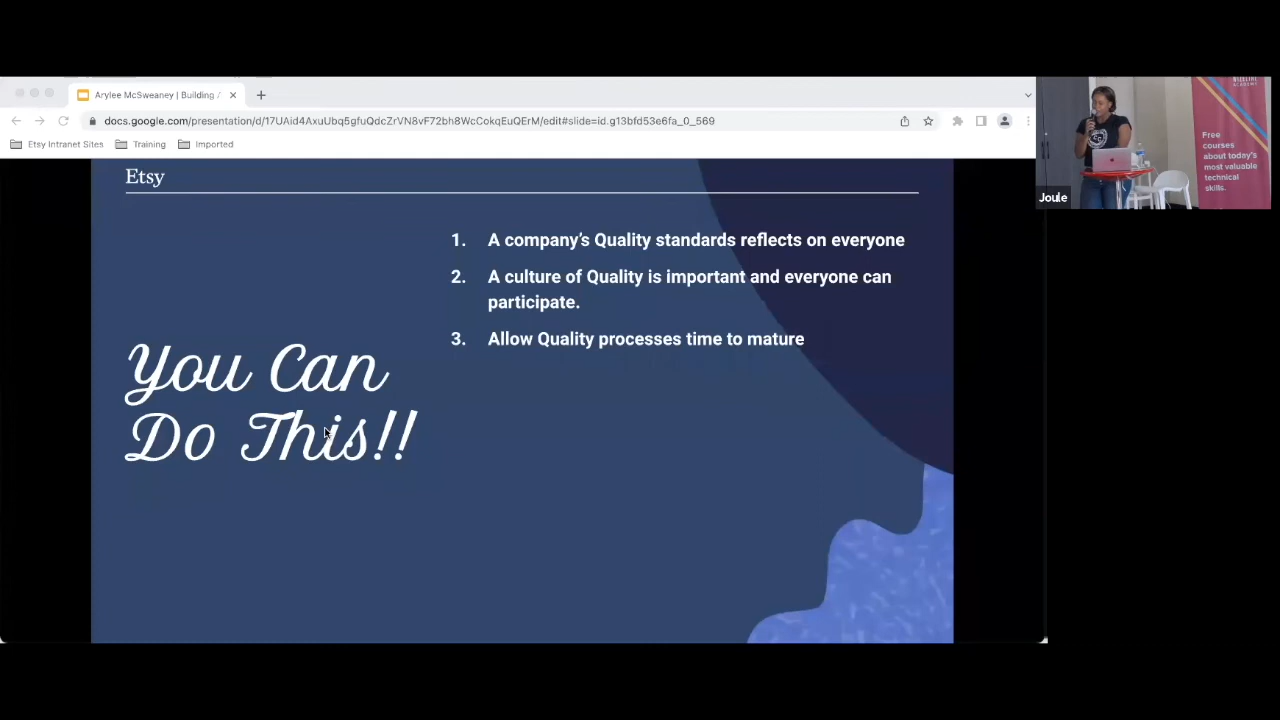 Arylee McSweaney | Building
docs.google.com/presentation/d/17UAid4AxuUbq5gfuQdcZrVN8vF72bh8WcCokqEuQErM/edit#slide=id.g13bfd53e6fa_0_569
Etsy Intranet Sites Training Imported
Etsy
1. A company's Quality standards reflects on everyone
2. A culture of Quality is important and everyone can
participate.
3. Allow Quality processes time to mature
You Can
Do This!!
Free
courses
about today's
most valuable
technical
skills.
Joule